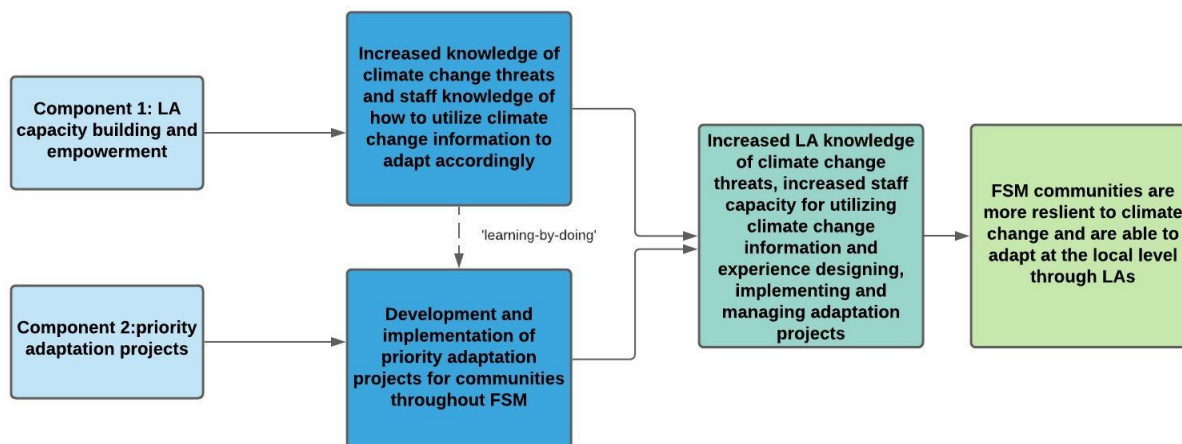 Component 1: LA
capacity building and
empowerment
Increased knowledge of
climate change threats
and staff knowledge of
how to utilize climate
change information to
adapt accordingly
'learning-by-doing'
Component 2:priority
adaptation projects
Development and
implementation of
priority adaptation
projects for communities
throughout FSM
Increased LA knowledge
of climate change
threats, increased staff
capacity for utilizing
climate change
information and
experience designing,
implementing and
managing adaptation
projects
FSM communities are
more reslient to climate
change and are able to
adapt at the local level
through LAs